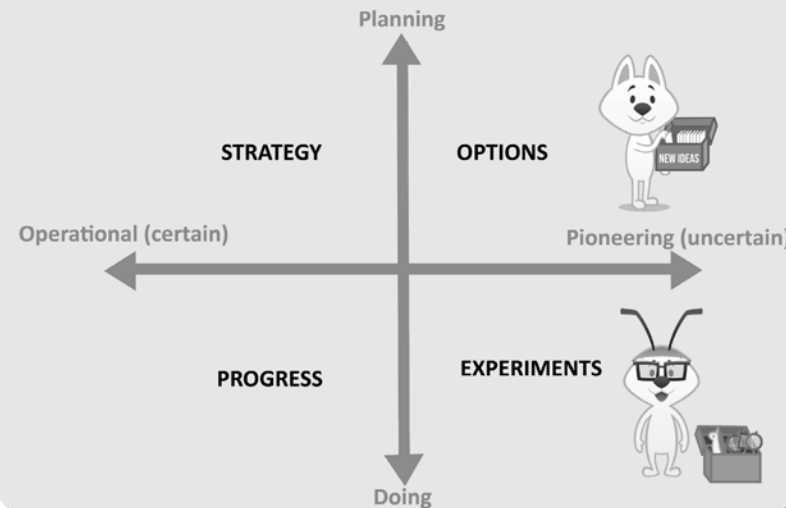 Planning
STRATEGY
OPTIONS
NEW IDEAS
Operational (certain)
Pioneering (uncertain)
PROGRESS
EXPERIMENTS
Doing